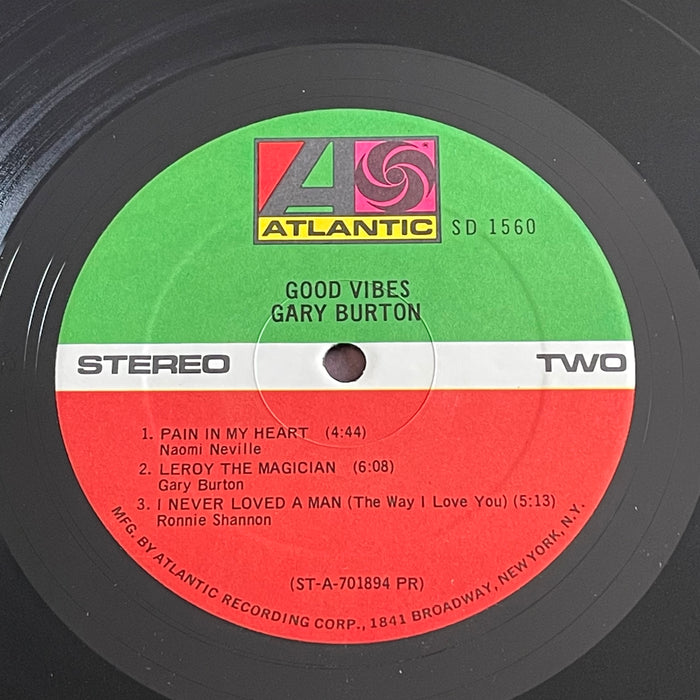 ATLANTIC
SD 1560
GOOD VIBES
GARY BURTON
STEREO
TWO
1. PAIN IN MY HEART (4:44)
Naomi Neville
2. LEROY THE MAGICIAN (6:08)
Gary Burton
3. I NEVER LOVED A MAN (The Way I Love You) (5:13)
Ronnie Shannon
(ST-A-701894 PR)
MFG. BY ATLANTIC RECORDING CORP., 1841 BROADWAY, NEW YORK, N.Y.